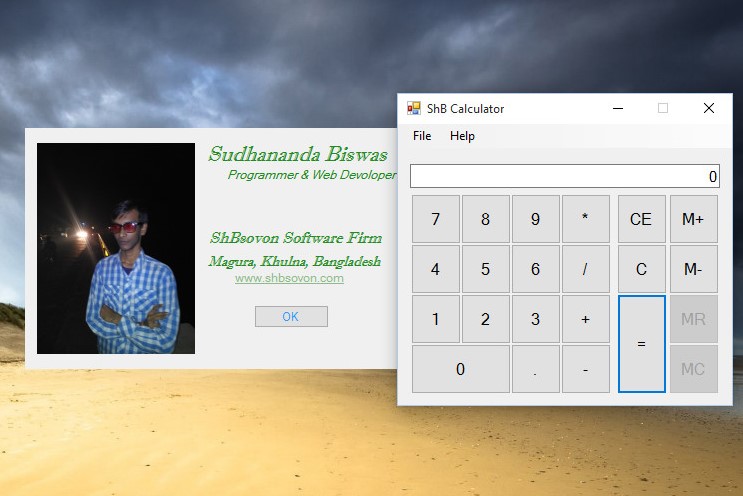 Sudhananda Biswas
Programmer & Web Devoloper
ShBsovon Software Firm
Magura, Khulna, Bangladesh
www.shbsovon.com
OK
ShB Calculator
File Help
0
7 8 9 * CE M+
4 5 6 / C M-
1 2 3 + = MR
0 . - MC